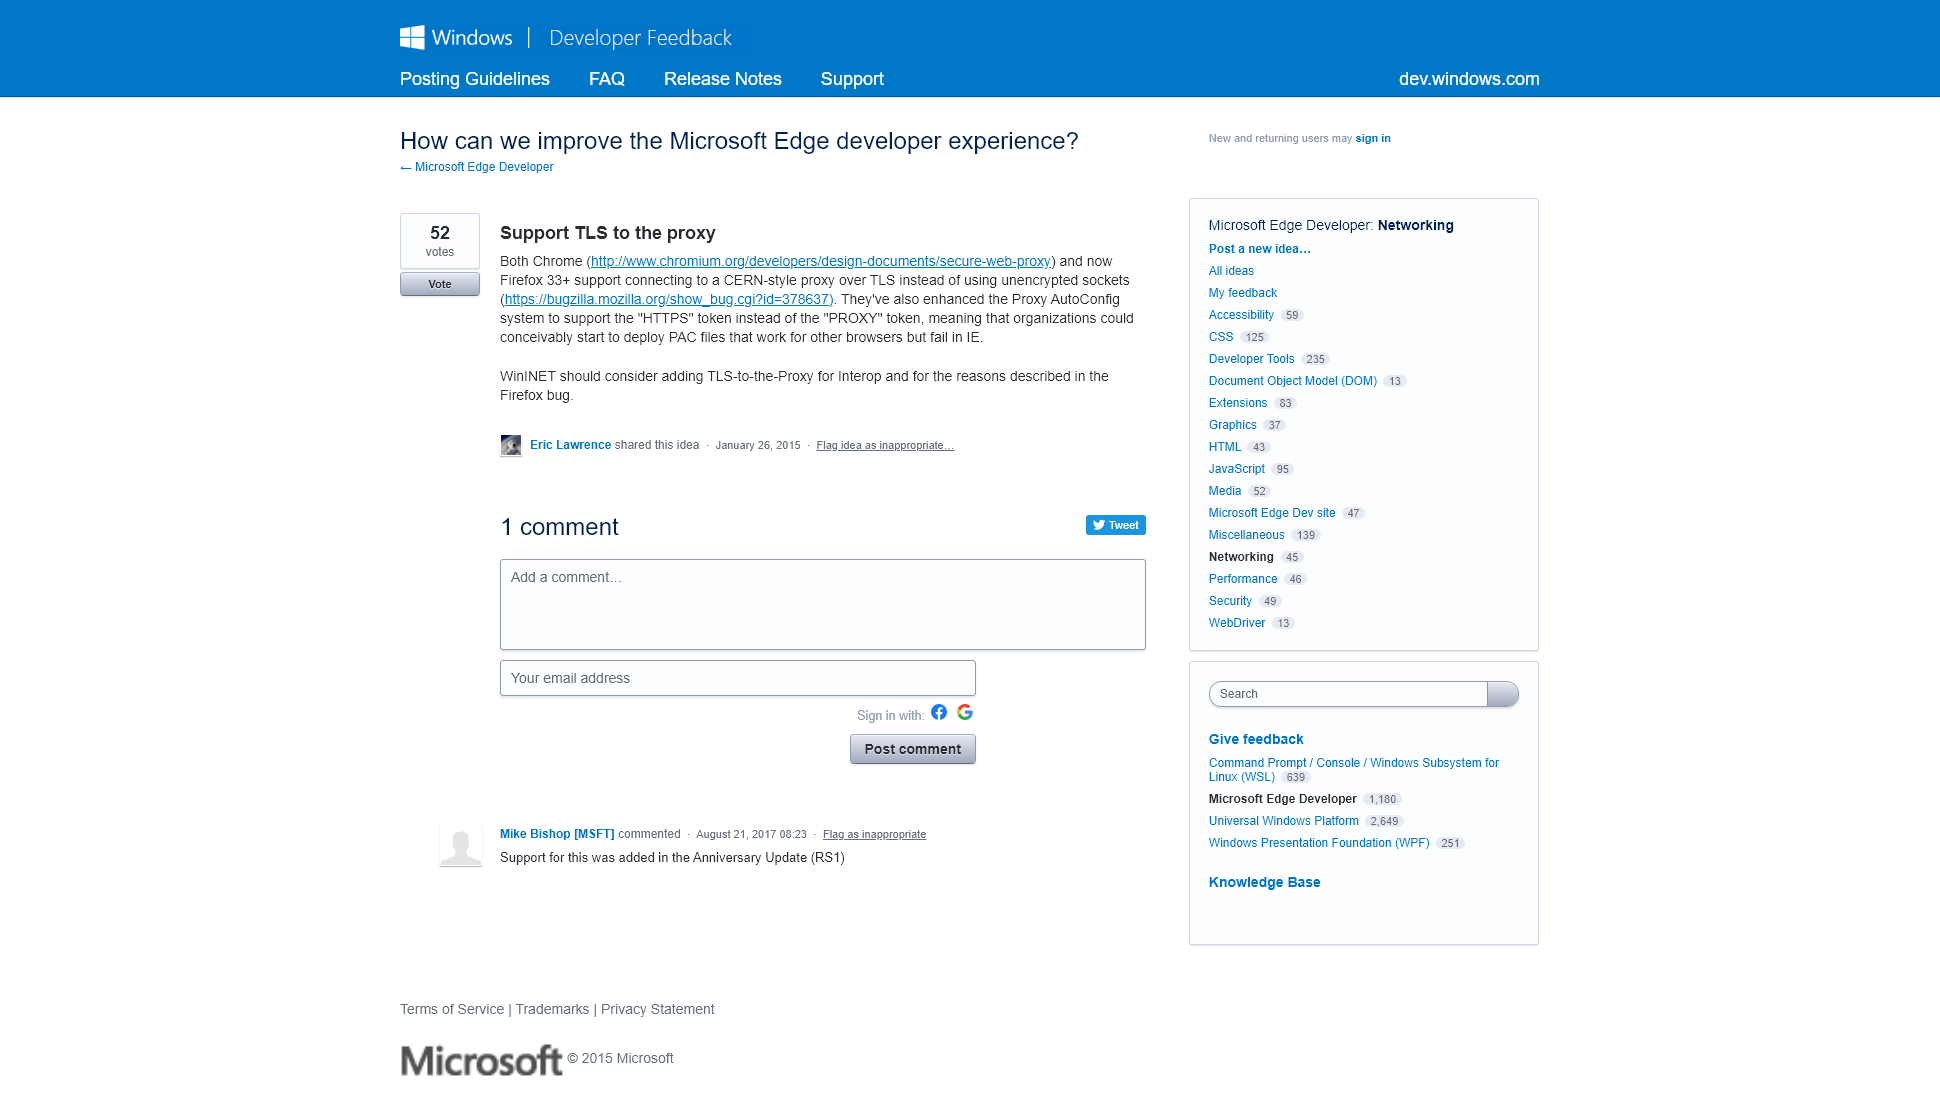 Windows | Developer Feedback
Posting Guidelines FAQ Release Notes Support dev.windows.com
How can we improve the Microsoft Edge developer experience?
← Microsoft Edge Developer
New and returning users may sign in
52
votes
Vote
Support TLS to the proxy
Both Chrome (http://www.chromium.org/developers/design-documents/secure-web-proxy) and now
Firefox 33+ support connecting to a CERN-style proxy over TLS instead of using unencrypted sockets
(https://bugzilla.mozilla.org/show_bug.cgi?id=378637). They've also enhanced the Proxy AutoConfig
system to support the "HTTPS" token instead of the "PROXY" token, meaning that organizations could
conceivably start to deploy PAC files that work for other browsers but fail in IE.
WinINET should consider adding TLS-to-the-Proxy for Interop and for the reasons described in the
Firefox bug.
Eric Lawrence shared this idea · January 26, 2015 · Flag idea as inappropriate…
1 comment
Tweet
Add a comment…
Your email address
Sign in with:
Post comment
Mike Bishop [MSFT] commented · August 21, 2017 08:23 · Flag as inappropriate
Support for this was added in the Anniversary Update (RS1)
Microsoft Edge Developer: Networking
Post a new idea…
All ideas
My feedback
Accessibility 59
CSS 125
Developer Tools 235
Document Object Model (DOM) 13
Extensions 83
Graphics 37
HTML 43
JavaScript 95
Media 52
Microsoft Edge Dev site 47
Miscellaneous 139
Networking 45
Performance 46
Security 49
WebDriver 13
Search
Give feedback
Command Prompt / Console / Windows Subsystem for
Linux (WSL) 639
Microsoft Edge Developer 1,180
Universal Windows Platform 2,649
Windows Presentation Foundation (WPF) 251
Knowledge Base
Terms of Service | Trademarks | Privacy Statement
Microsoft © 2015 Microsoft